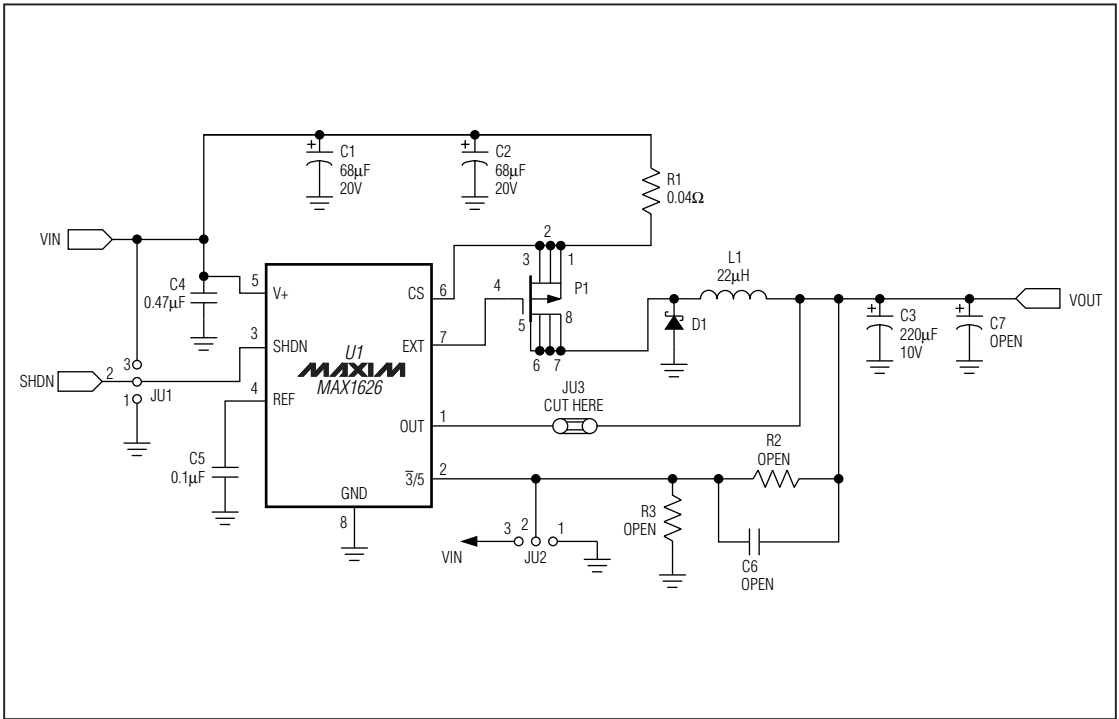 C1
68µF
20V
C2
68µF
20V
R1
0.04Ω
VIN
C4
0.47µF
5
V+
CS
6
2
3
1
4
P1
5
8
6
7
L1
22µH
D1
C3
220µF
10V
C7
OPEN
VOUT
3
SHDN
EXT
7
U1
MAXIM
MAX1626
SHDN
3
2
1
JU1
4
REF
JU3
CUT HERE
OUT
1
C5
0.1µF
3̅/5
2
R2
OPEN
GND
8
R3
OPEN
VIN
3
2
1
JU2
C6
OPEN